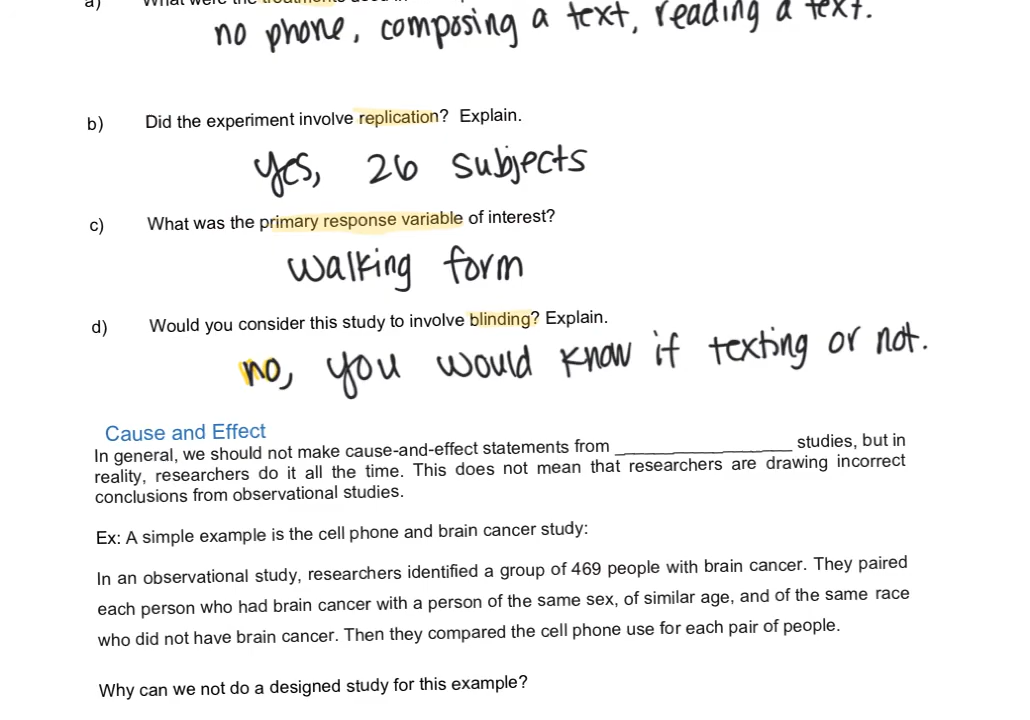 a) What were the treatments used in
no phone, composing a text, reading a text.
b) Did the experiment involve replication? Explain.
yes, 26 subjects
c) What was the primary response variable of interest?
walking form
d) Would you consider this study to involve blinding? Explain.
no, you would know if texting or not.
Cause and Effect
In general, we should not make cause-and-effect statements from ____________________ studies, but in
reality, researchers do it all the time. This does not mean that researchers are drawing incorrect
conclusions from observational studies.
Ex: A simple example is the cell phone and brain cancer study:
In an observational study, researchers identified a group of 469 people with brain cancer. They paired
each person who had brain cancer with a person of the same sex, of similar age, and of the same race
who did not have brain cancer. Then they compared the cell phone use for each pair of people.
Why can we not do a designed study for this example?